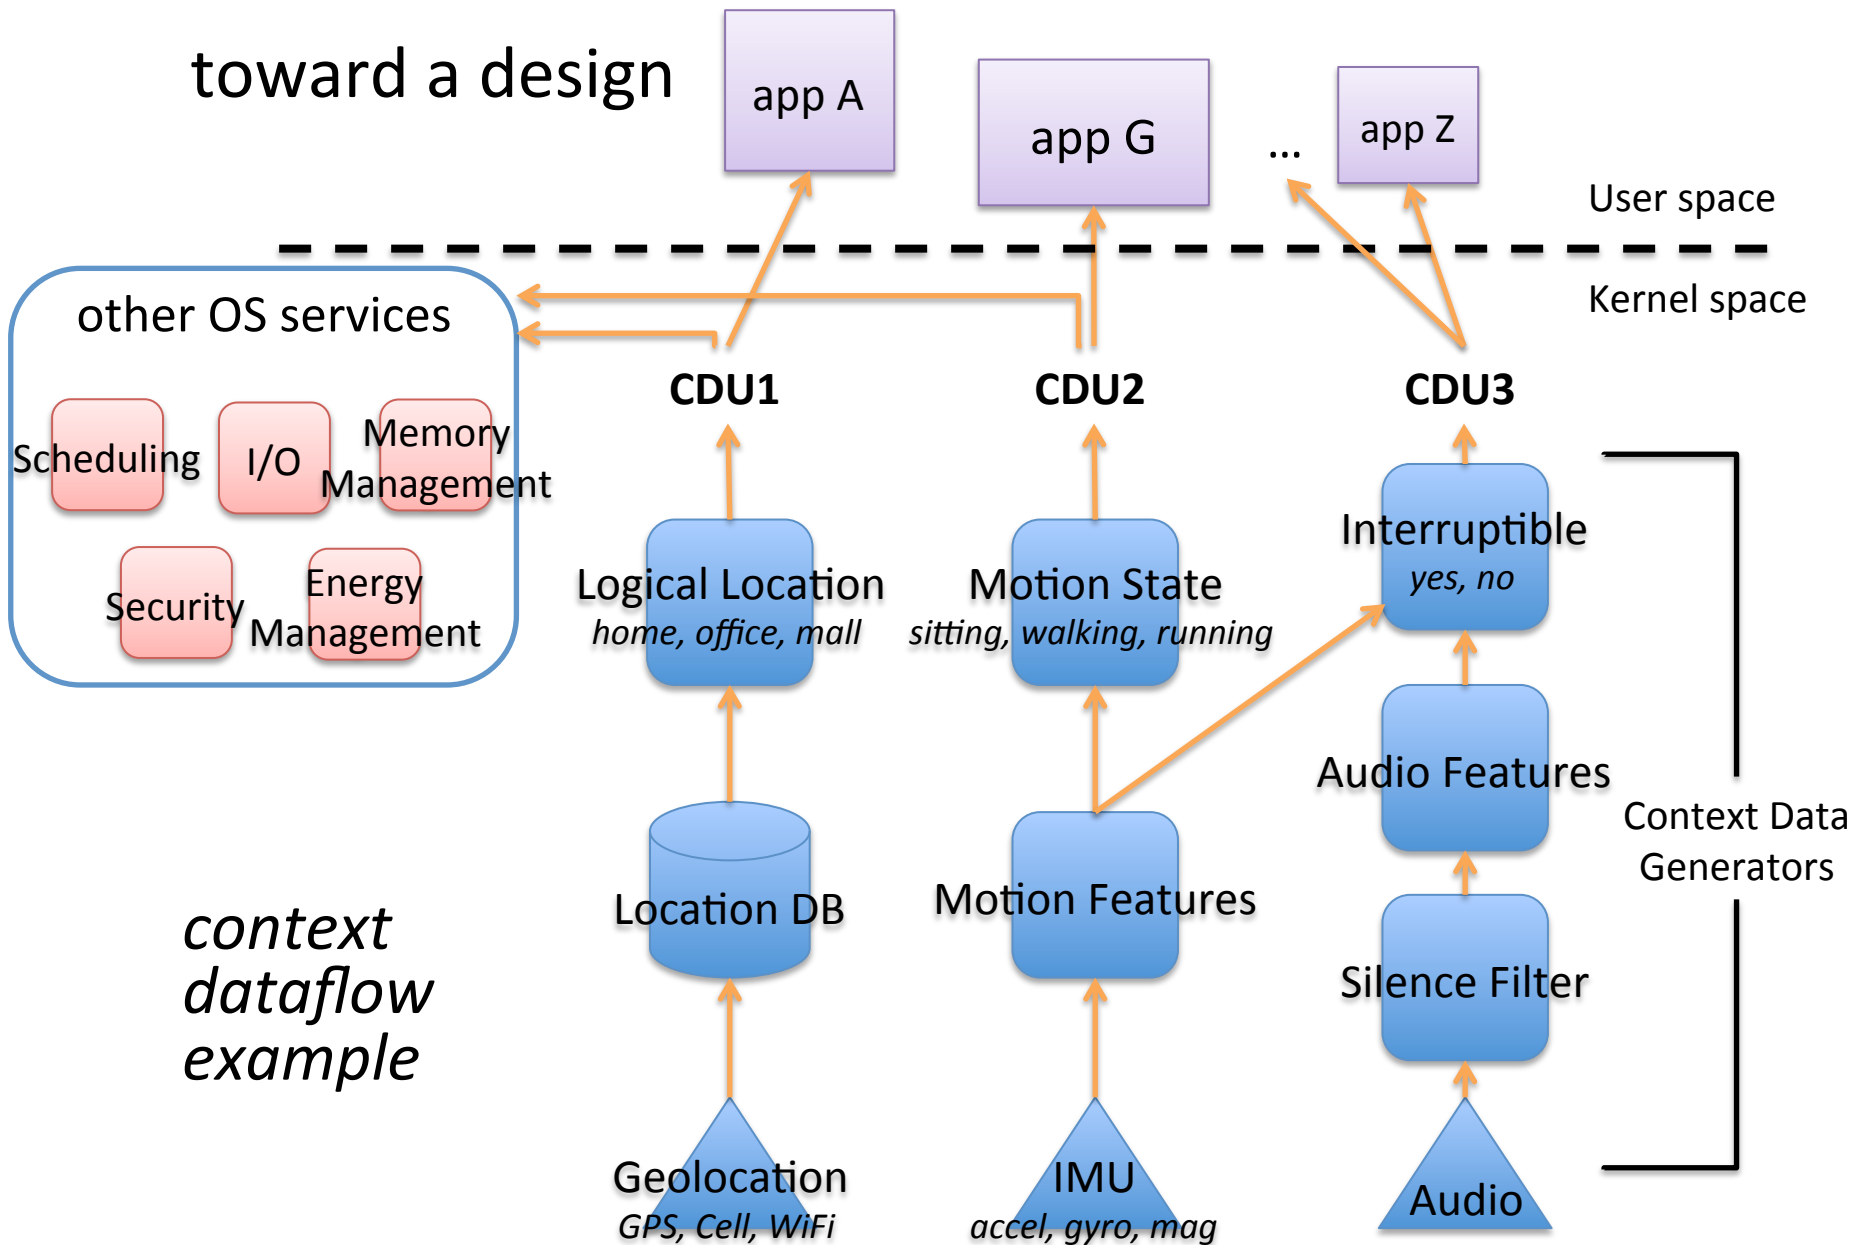 toward a design
app A
app G
...
app Z
User space
Kernel space
other OS services
Scheduling
I/O
Memory
Management
Security
Energy
Management
CDU1
CDU2
CDU3
Logical Location
home, office, mall
Motion State
sitting, walking, running
Interruptible
yes, no
Audio Features
Context Data
Generators
Location DB
Motion Features
Silence Filter
context
dataflow
example
Geolocation
GPS, Cell, WiFi
IMU
accel, gyro, mag
Audio